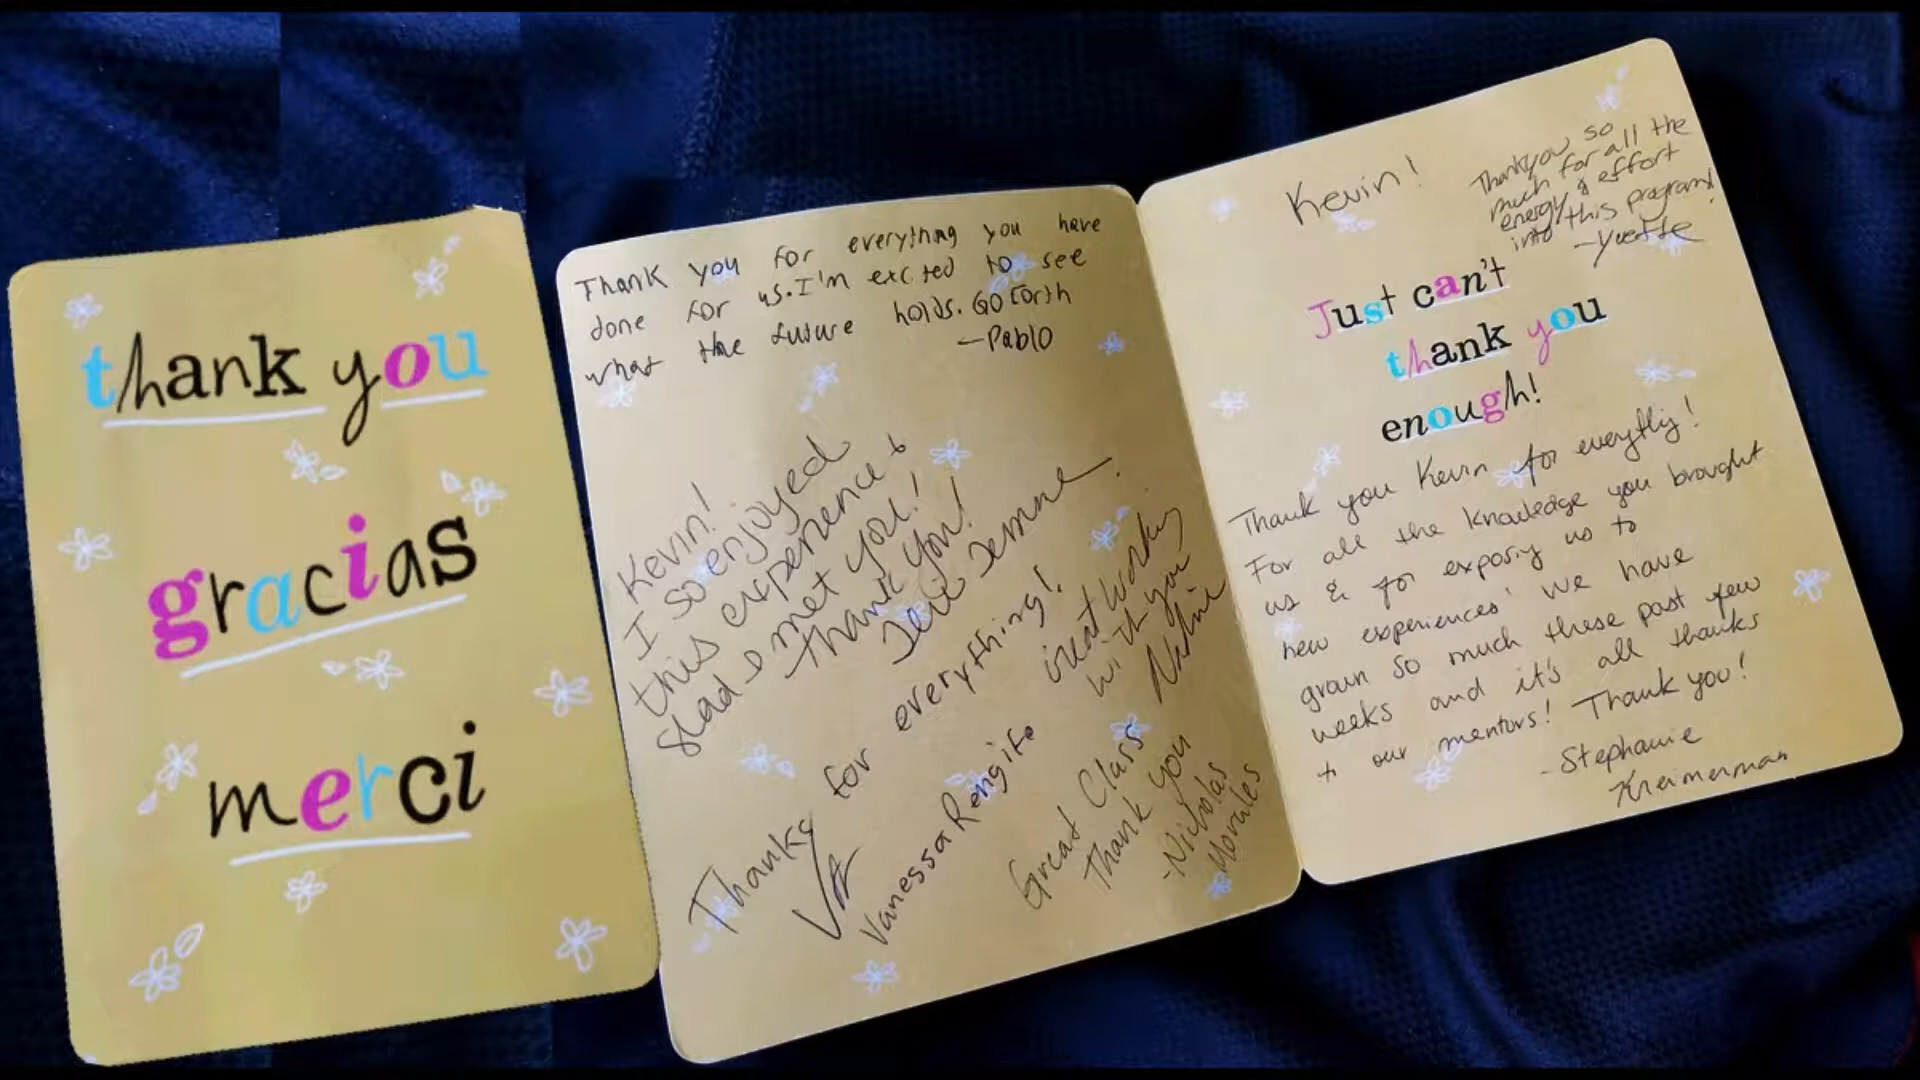 thank you
gracias
merci
Thank you for everything you have
done for us. I'm excited to see
what the future holds. Go Forth
—Pablo
Kevin!
I so enjoyed
this experience &
glad I met you!
Thank you!
Thanks for everything!
Vanessa Rengifo
Great working
with you
Great Class
Thank you
-Nicholas
Morales
Kevin!
Thankyou so
much for all the
energy & effort
into this program!
-Yvette
Just can't
thank you
enough!
Thank you Kevin for everythig!
For all the knowledge you brought
us & for exposig us to
new experiences! We have
grown so much these past few
weeks and it's all thanks
to our mentors! Thank you!
-Stephanie
Kreimerman